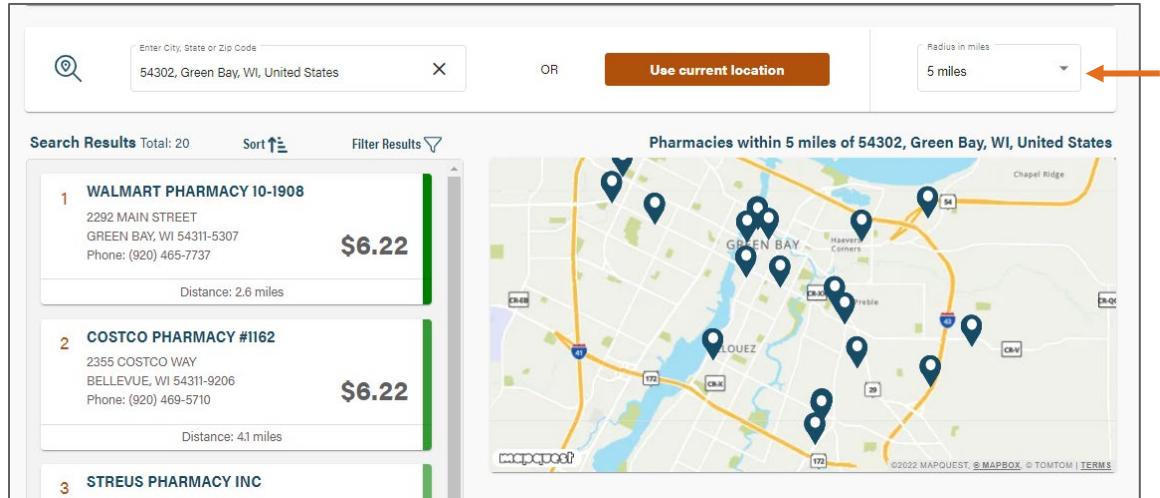 Enter City, State or Zip Code
54302, Green Bay, WI, United States
OR
Use current location
Radius in miles
5 miles
Search Results Total: 20
Sort
Filter Results
Pharmacies within 5 miles of 54302, Green Bay, WI, United States
1
WALMART PHARMACY 10-1908
2292 MAIN STREET
GREEN BAY, WI 54311-5307
Phone: (920) 465-7737
$6.22
Distance: 2.6 miles
2
COSTCO PHARMACY #1162
2355 COSTCO WAY
BELLEVUE, WI 54311-9206
Phone: (920) 469-5710
$6.22
Distance: 4.1 miles
3
STREUS PHARMACY INC
Chapel Ridge
54
GREEN BAY
Haevers
Corners
CR-EB
Preble
43
41
CR-V
172
CR-X
29
172
mapquest
©2022 MAPQUEST, © MAPBOX, © TOMTOM | TERMS